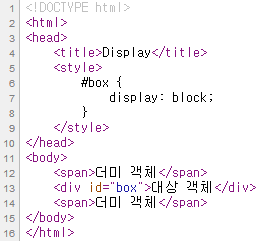 1 <!DOCTYPE html>
2 <html>
3 <head>
4     <title>Display</title>
5     <style>
6         #box {
7             display: block;
8         }
9     </style>
10 </head>
11 <body>
12     <span>더미 객체</span>
13     <div id="box">대상 객체</div>
14     <span>더미 객체</span>
15 </body>
16 </html>